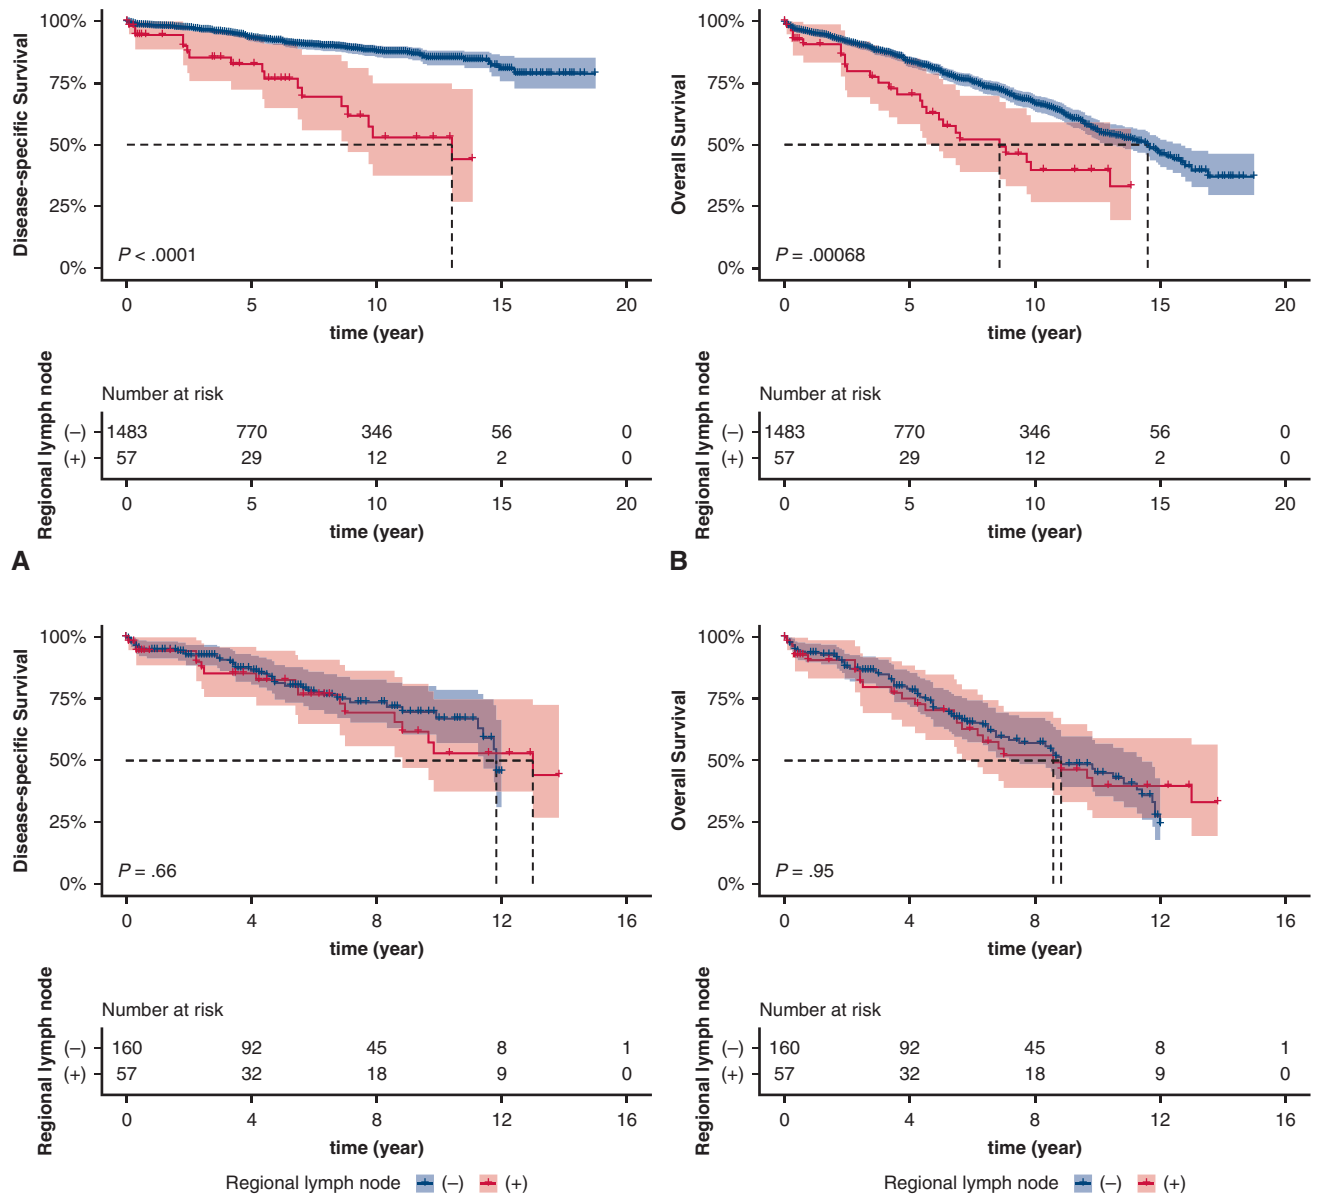 100%
75%
50%
25%
0%
Disease-specific Survival
P < .0001
0 5 10 15 20
time (year)
Number at risk
Regional lymph node
(–) 1483 770 346 56 0
(+) 57 29 12 2 0
0 5 10 15 20
time (year)
A
100%
75%
50%
25%
0%
Overall Survival
P = .00068
0 5 10 15 20
time (year)
Number at risk
Regional lymph node
(–) 1483 770 346 56 0
(+) 57 29 12 2 0
0 5 10 15 20
time (year)
B
100%
75%
50%
25%
0%
Disease-specific Survival
P = .66
0 4 8 12 16
time (year)
Number at risk
Regional lymph node
(–) 160 92 45 8 1
(+) 57 32 18 9 0
0 4 8 12 16
time (year)
Regional lymph node (–) (+)
100%
75%
50%
25%
0%
Overall Survival
P = .95
0 4 8 12 16
time (year)
Number at risk
Regional lymph node
(–) 160 92 45 8 1
(+) 57 32 18 9 0
0 4 8 12 16
time (year)
Regional lymph node (–) (+)